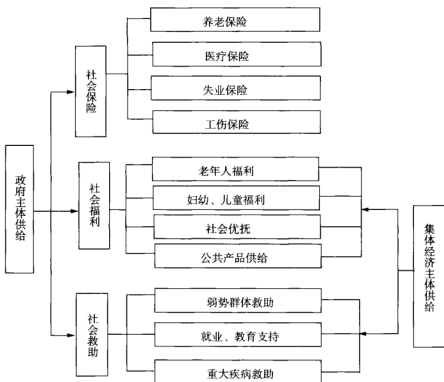 政府主体供给
社会保险
养老保险
医疗保险
失业保险
工伤保险
社会福利
老年人福利
妇幼、儿童福利
社会优抚
公共产品供给
社会救助
弱势群体救助
就业、教育支持
重大疾病救助
集体经济主体供给